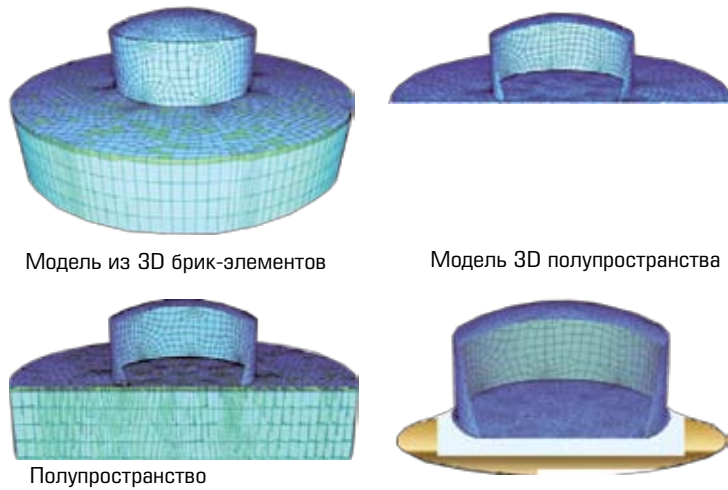 Модель из 3D брик-элементов
Модель 3D полупространства
Полупространство